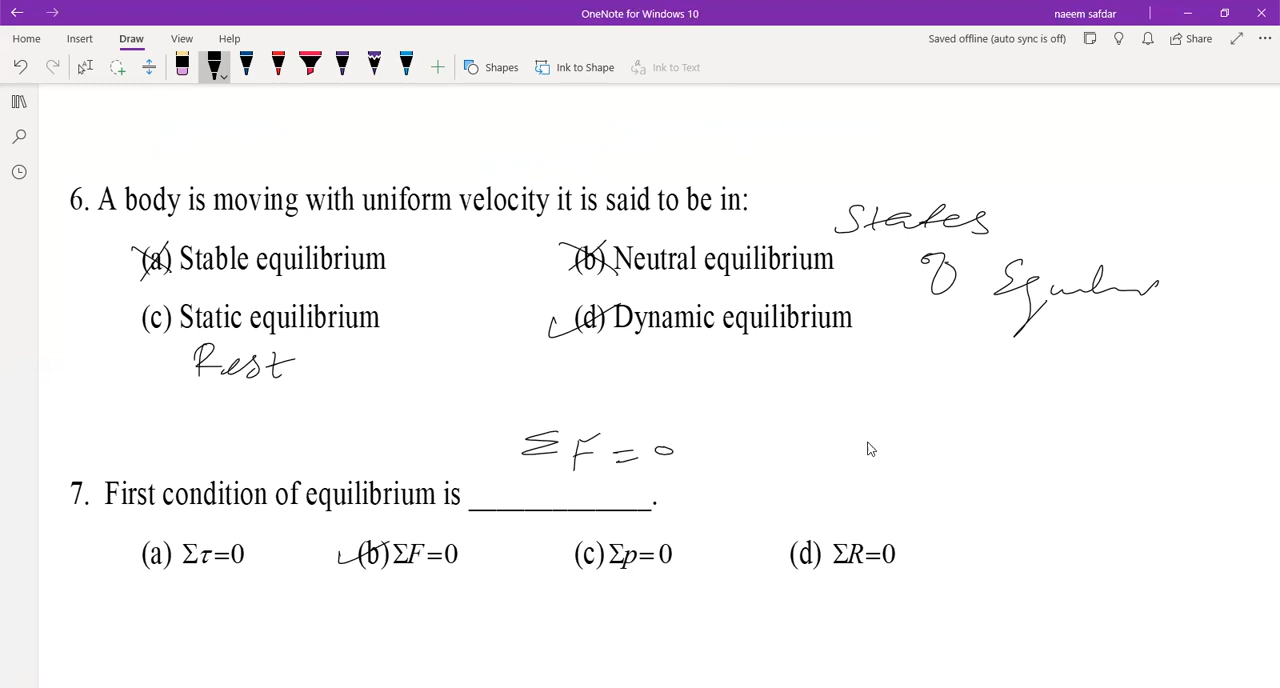 OneNote for Windows 10
naeem safdar
Home Insert Draw View Help
Saved offline (auto sync is off)
Share
Shapes
Ink to Shape
Ink to Text
6. A body is moving with uniform velocity it is said to be in:
States
(a) Stable equilibrium (b) Neutral equilibrium
of
(c) Static equilibrium (d) Dynamic equilibrium
Rest
ΣF = 0
7. First condition of equilibrium is ____________.
(a) Στ=0 (b) ΣF=0 (c) Σp=0 (d) ΣR=0